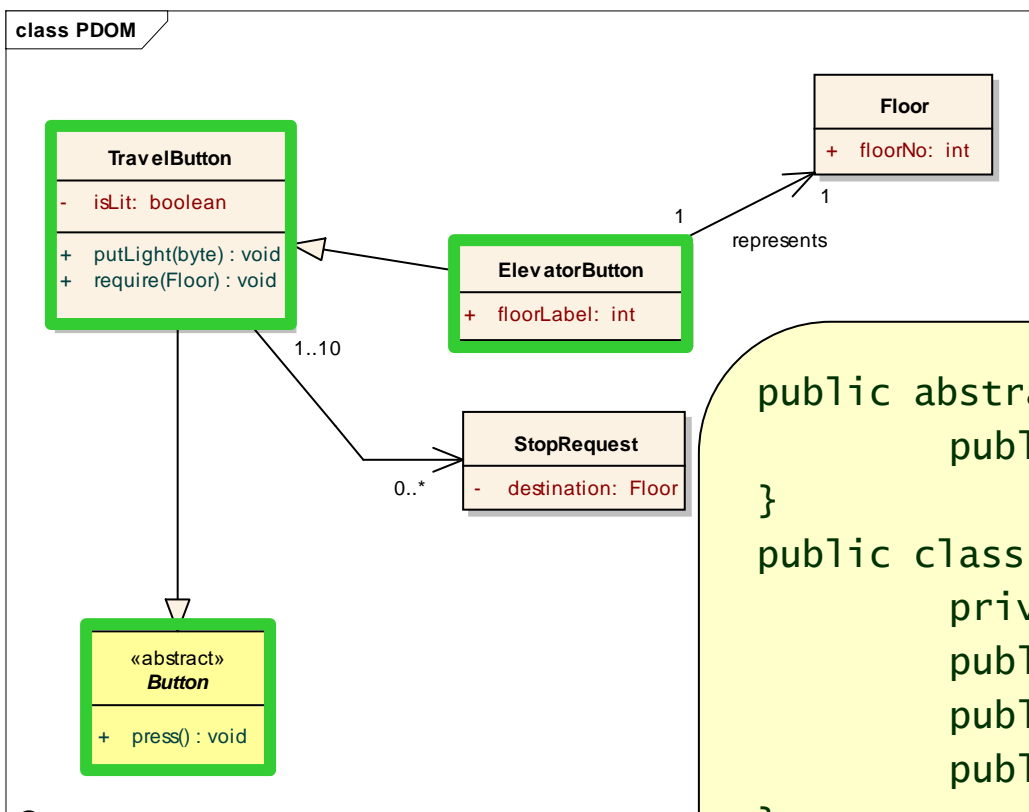 class PDOM
Floor
+ floorNo: int
TravelButton
- isLit: boolean
+ putLight(byte) : void
+ require(Floor) : void
1
1
represents
ElevatorButton
+ floorLabel: int
1..10
StopRequest
- destination: Floor
0..*
«abstract»
Button
+ press() : void
public abstra
publ
}
public class
priv
publ
publ
publ